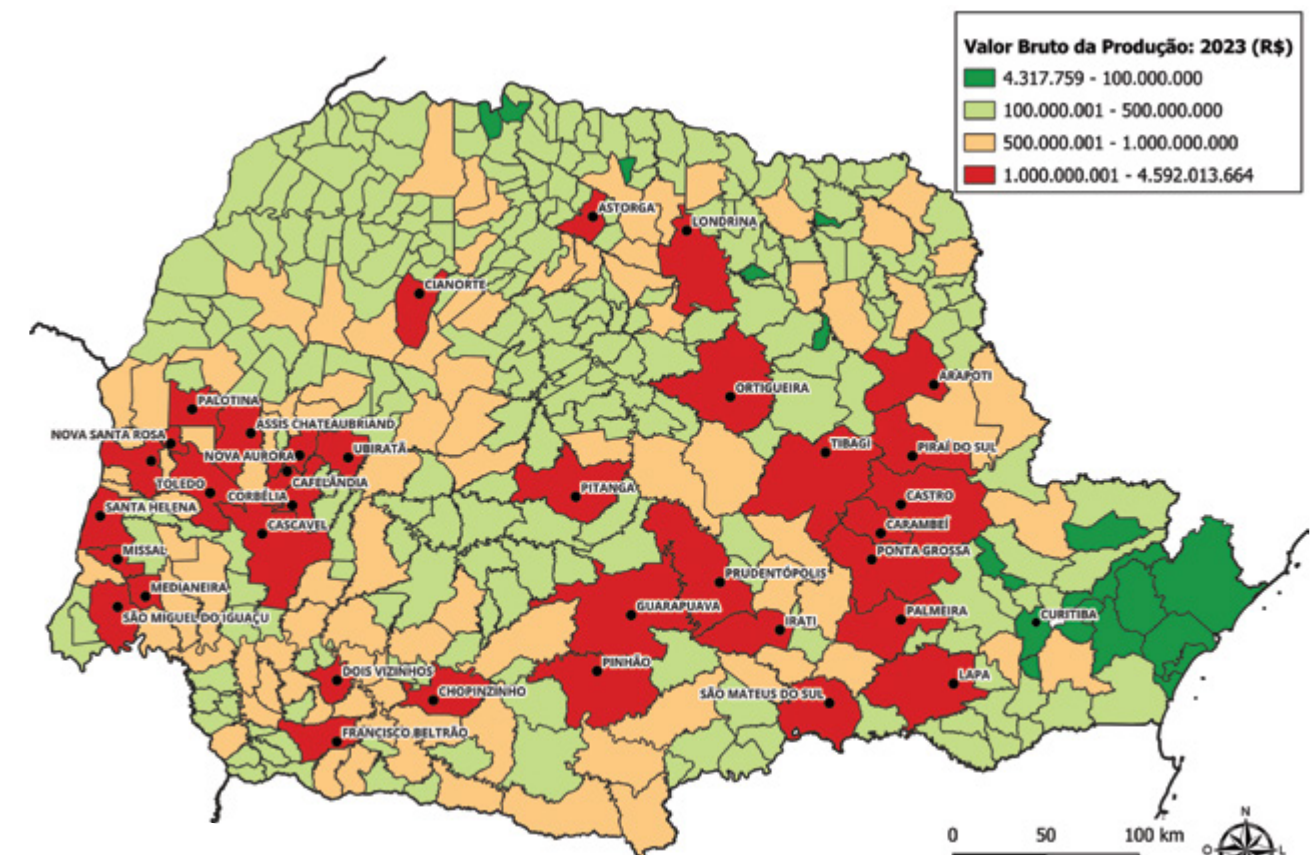 Valor Bruto da Produção: 2023 (R$)
4.317.759 - 100.000.000
100.000.001 - 500.000.000
500.000.001 - 1.000.000.000
1.000.000.001 - 4.592.013.664
ASTORGA
LONDRINA
CIANORTE
ORTIGUEIRA
ARAPOTI
PALOTINA
ASSIS CHATEAUBRIAND
NOVA SANTA ROSA
NOVA AURORA
UBIRATÃ
TIBAGI
PIRAÍ DO SUL
TOLEDO
CAFELÂNDIA
PITANGA
CORBÉLIA
CASTRO
SANTA HELENA
CASCAVEL
CARAMBEÍ
MISSAL
PONTA GROSSA
PRUDENTÓPOLIS
MEDIANEIRA
GUARAPUAVA
SÃO MIGUEL DO IGUAÇU
IRATI
PALMEIRA
CURITIBA
PINHÃO
DOIS VIZINHOS
CHOPINZINHO
LAPA
SÃO MATEUS DO SUL
FRANCISCO BELTRÃO
0 50 100 km
N
O L